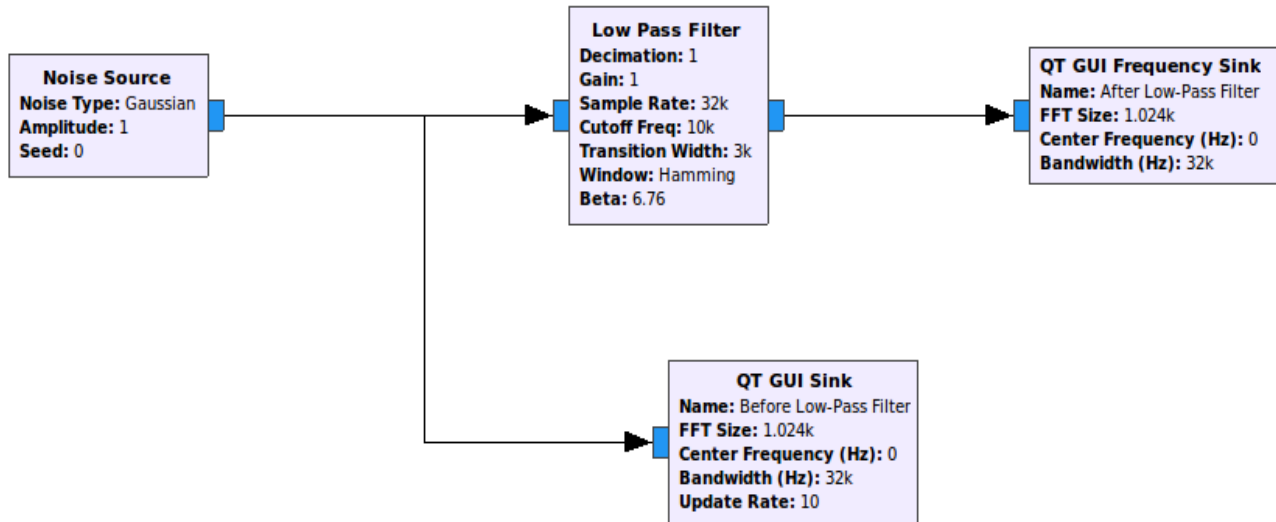 Noise Source
Noise Type: Gaussian
Amplitude: 1
Seed: 0
Low Pass Filter
Decimation: 1
Gain: 1
Sample Rate: 32k
Cutoff Freq: 10k
Transition Width: 3k
Window: Hamming
Beta: 6.76
QT GUI Frequency Sink
Name: After Low-Pass Filter
FFT Size: 1.024k
Center Frequency (Hz): 0
Bandwidth (Hz): 32k
QT GUI Sink
Name: Before Low-Pass Filter
FFT Size: 1.024k
Center Frequency (Hz): 0
Bandwidth (Hz): 32k
Update Rate: 10